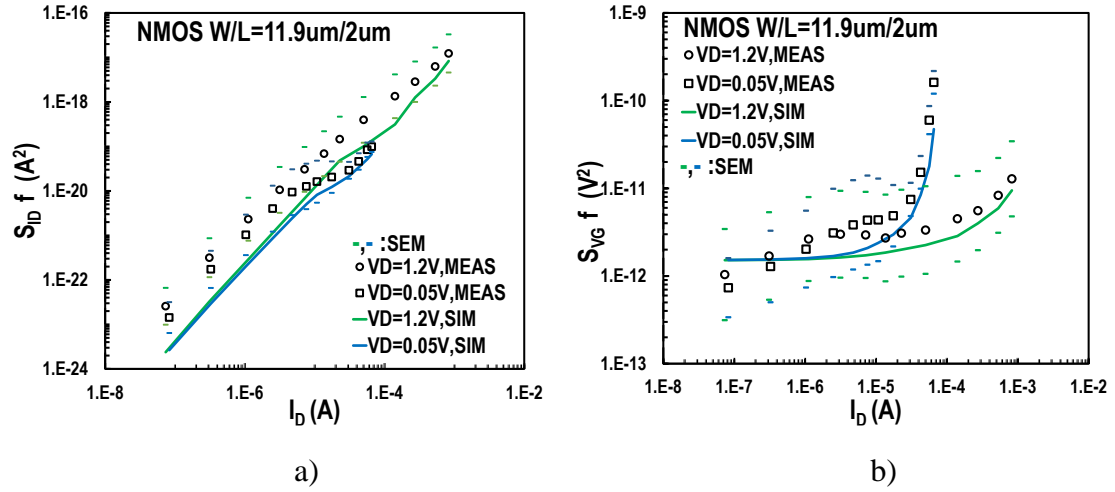 NMOS W/L=11.9um/2um
1.E-16
1.E-18
1.E-20
1.E-22
1.E-24
S_ID f (A²)
-,- :SEM
VD=1.2V,MEAS
VD=0.05V,MEAS
VD=1.2V,SIM
VD=0.05V,SIM
1.E-8 1.E-6 1.E-4 1.E-2
I_D (A)
a)
NMOS W/L=11.9um/2um
VD=1.2V,MEAS
VD=0.05V,MEAS
VD=1.2V,SIM
VD=0.05V,SIM
-,- :SEM
1.E-9
1.E-10
1.E-11
1.E-12
1.E-13
S_VG f (V²)
1.E-8 1.E-7 1.E-6 1.E-5 1.E-4 1.E-3 1.E-2
I_D (A)
b)